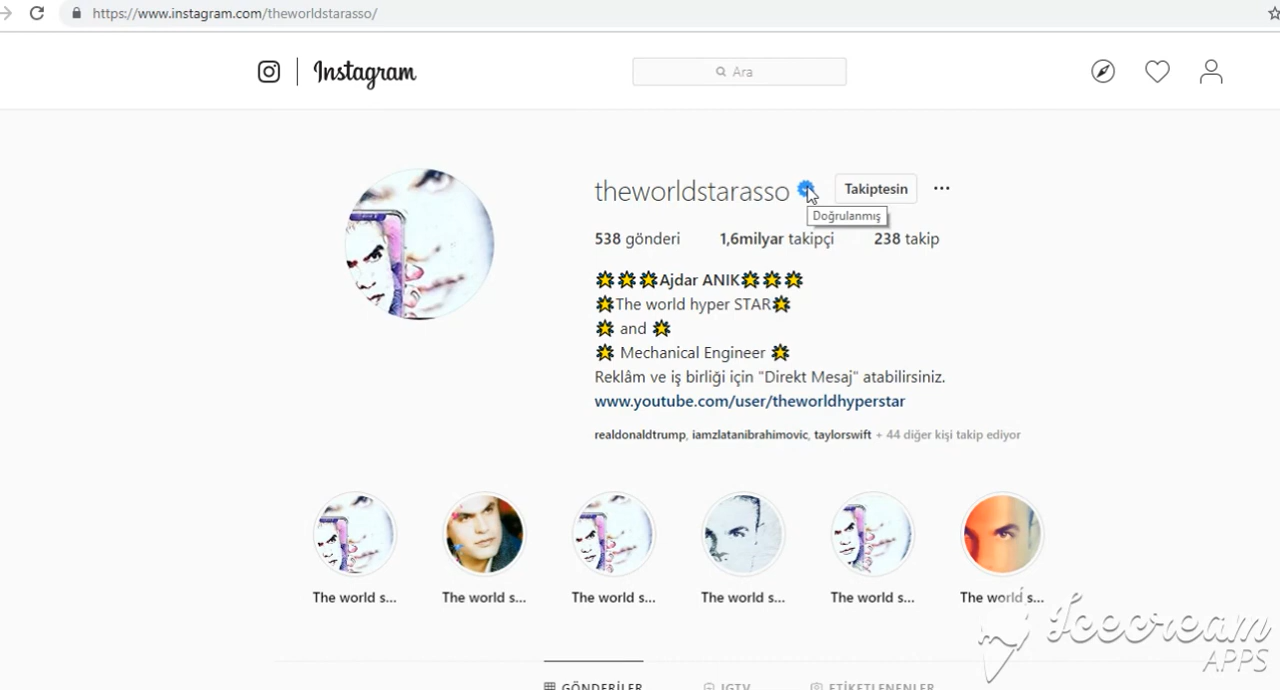 https://www.instagram.com/theworldstarasso/
Instagram
Ara
theworldstarasso
Takiptesin
Doğrulanmış
538 gönderi 1,6milyar takipçi 238 takip
Ajdar ANIK
The world hyper STAR
and
Mechanical Engineer
Reklâm ve iş birliği için "Direkt Mesaj" atabilirsiniz.
www.youtube.com/user/theworldhyperstar
realdonaldtrump, iamzlatanibrahimovic, taylorswift + 44 diğer kişi takip ediyor
The world s... The world s... The world s... The world s... The world s... The world s...
Icecream
APPS
GÖNDERİLER IGTV ETİKETLENENLER